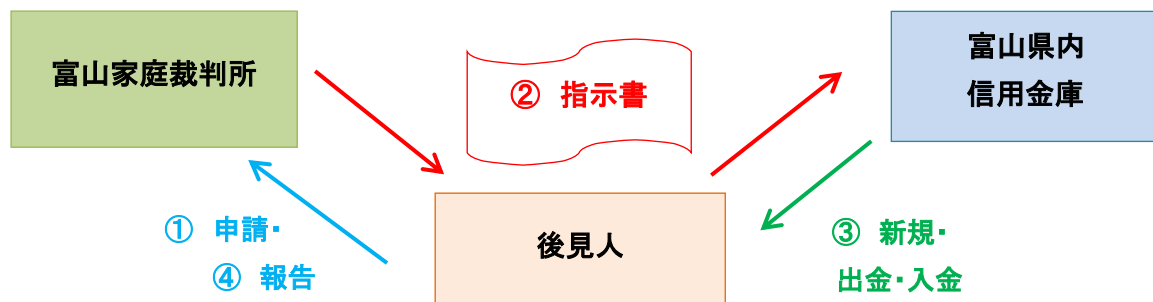 富山家庭裁判所
② 指示書
富山県内
信用金庫
① 申請・
④ 報告
後見人
③ 新規・
出金・入金